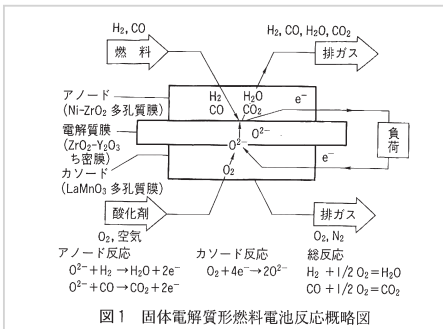 H₂, CO
H₂, CO, H₂O, CO₂
燃料
排ガス
アノード
(Ni-ZrO₂ 多孔質膜)
H₂ H₂O
CO CO₂
e⁻
電解質膜
(ZrO₂-Y₂O₃
ち密膜)
O²⁻
O²⁻
負荷
カソード
(LaMnO₃ 多孔質膜)
e⁻
O₂
酸化剤
排ガス
O₂, 空気
O₂, N₂
アノード反応
O²⁻+H₂→H₂O+2e⁻
O²⁻+CO→CO₂+2e⁻
カソード反応
O₂+4e⁻→2O²⁻
総反応
H₂+1/2 O₂=H₂O
CO+1/2 O₂=CO₂
図1 固体電解質形燃料電池反応概略図